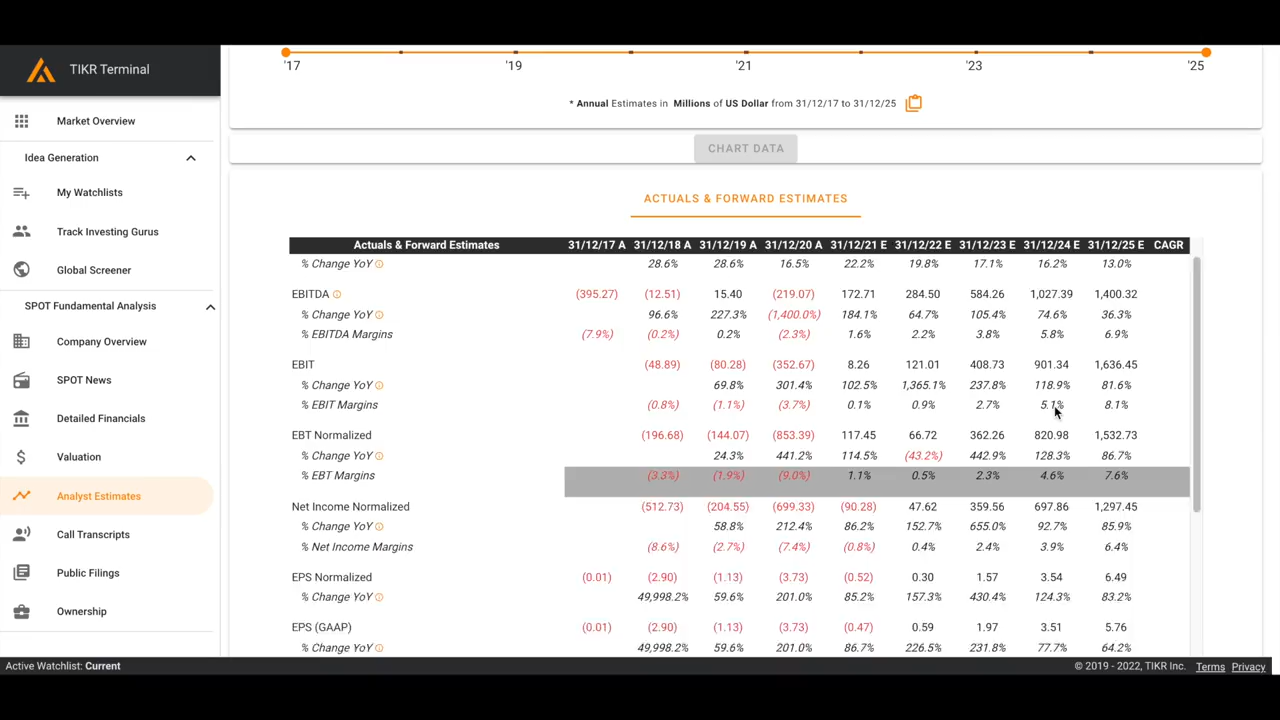 TIKR Terminal
Market Overview
Idea Generation
My Watchlists
Track Investing Gurus
Global Screener
SPOT Fundamental Analysis
Company Overview
SPOT News
Detailed Financials
$ Valuation
Analyst Estimates
Call Transcripts
Public Filings
Ownership
'17 '19 '21 '23 '25
* Annual Estimates in Millions of US Dollar from 31/12/17 to 31/12/25
CHART DATA
ACTUALS & FORWARD ESTIMATES
Actuals & Forward Estimates 31/12/17 A 31/12/18 A 31/12/19 A 31/12/20 A 31/12/21 E 31/12/22 E 31/12/23 E 31/12/24 E 31/12/25 E CAGR
% Change YoY 28.6% 28.6% 16.5% 22.2% 19.8% 17.1% 16.2% 13.0%
EBITDA (395.27) (12.51) 15.40 (219.07) 172.71 284.50 584.26 1,027.39 1,400.32
% Change YoY 96.6% 227.3% (1,400.0%) 184.1% 64.7% 105.4% 74.6% 36.3%
% EBITDA Margins (7.9%) (0.2%) 0.2% (2.3%) 1.6% 2.2% 3.8% 5.8% 6.9%
EBIT (48.89) (80.28) (352.67) 8.26 121.01 408.73 901.34 1,636.45
% Change YoY 69.8% 301.4% 102.5% 1,365.1% 237.8% 118.9% 81.6%
% EBIT Margins (0.8%) (1.1%) (3.7%) 0.1% 0.9% 2.7% 5.1% 8.1%
EBT Normalized (196.68) (144.07) (853.39) 117.45 66.72 362.26 820.98 1,532.73
% Change YoY 24.3% 441.2% 114.5% (43.2%) 442.9% 128.3% 86.7%
% EBT Margins (3.3%) (1.9%) (9.0%) 1.1% 0.5% 2.3% 4.6% 7.6%
Net Income Normalized (512.73) (204.55) (699.33) (90.28) 47.62 359.56 697.86 1,297.45
% Change YoY 58.8% 212.4% 86.2% 152.7% 655.0% 92.7% 85.9%
% Net Income Margins (8.6%) (2.7%) (7.4%) (0.8%) 0.4% 2.4% 3.9% 6.4%
EPS Normalized (0.01) (2.90) (1.13) (3.73) (0.52) 0.30 1.57 3.54 6.49
% Change YoY 49,998.2% 59.6% 201.0% 85.2% 157.3% 430.4% 124.3% 83.2%
EPS (GAAP) (0.01) (2.90) (1.13) (3.73) (0.47) 0.59 1.97 3.51 5.76
% Change YoY 49,998.2% 59.6% 201.0% 86.7% 226.5% 231.8% 77.7% 64.2%
Active Watchlist: Current
© 2019 - 2022, TIKR Inc. Terms Privacy